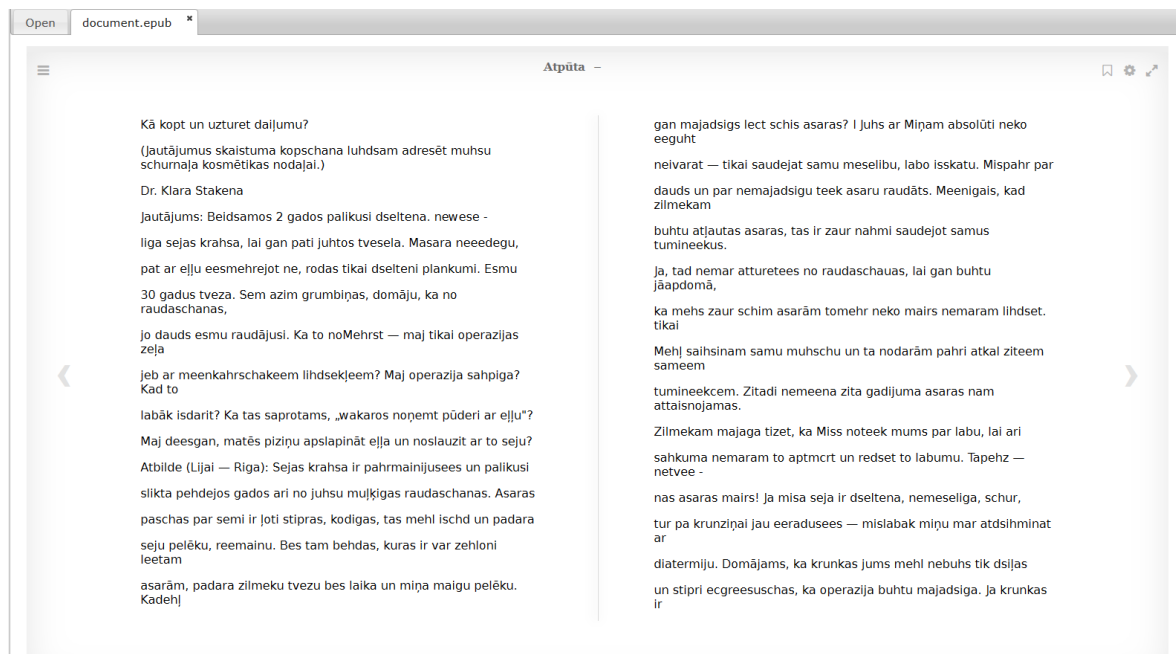 Open
document.epub
Atpūta –
Kā kopt un uzturet daiļumu?
(Jautājumus skaistuma kopschana luhdsam adresēt muhsu
schurnaļa kosmētikas nodaļai.)
Dr. Klara Stakena
Jautājums: Beidsamos 2 gados palikusi dseltena. newese -
liga sejas krahsa, lai gan pati juhtos tvesela. Masara neeedegu,
pat ar eļļu eesmehrejot ne, rodas tikai dselteni plankumi. Esmu
30 gadus tveza. Sem azim grumbiņas, domāju, ka no
raudaschanas,
jo dauds esmu raudājusi. Ka to noMehrst — maj tikai operazijas
zeļa
jeb ar meenkahrschakeem lihdsekļeem? Maj operazija sahpiga?
Kad to
labāk isdarit? Ka tas saprotams, „wakaros noņemt pūderi ar eļļu"?
Maj deesgan, matēs piziņu apslapināt eļļa un noslauzit ar to seju?
Atbilde (Lijai — Riga): Sejas krahsa ir pahrmainijusees un palikusi
slikta pehdejos gados ari no juhsu muļķigas raudaschanas. Asaras
paschas par semi ir ļoti stipras, kodigas, tas mehl ischd un padara
seju pelēku, reemainu. Bes tam behdas, kuras ir var zehloni
leetam
asarām, padara zilmeku tvezu bes laika un miņa maigu pelēku.
Kadehļ
gan majadsigs lect schis asaras? I Juhs ar Miņam absolūti neko
eeguht
neivarat — tikai saudejat samu meselibu, labo isskatu. Mispahr par
dauds un par nemajadsigu teek asaru raudāts. Meenigais, kad
zilmekam
buhtu atļautas asaras, tas ir zaur nahmi saudejot samus
tumineekus.
Ja, tad nemar atturetees no raudaschauas, lai gan buhtu
jāapdomā,
ka mehs zaur schim asarām tomehr neko mairs nemaram lihdset.
tikai
Mehļ saihsinam samu muhschu un ta nodarām pahri atkal ziteem
sameem
tumineekcem. Zitadi nemeena zita gadijuma asaras nam
attaisnojamas.
Zilmekam majaga tizet, ka Miss noteek mums par labu, lai ari
sahkuma nemaram to aptmcrt un redset to labumu. Tapehz —
netvee -
nas asaras mairs! Ja misa seja ir dseltena, nemeseliga, schur,
tur pa krunziņai jau eeradusees — mislabak miņu mar atdsihminat
ar
diatermiju. Domājams, ka krunkas jums mehl nebuhs tik dsiļas
un stipri ecgreesuschas, ka operazija buhtu majadsiga. Ja krunkas
ir